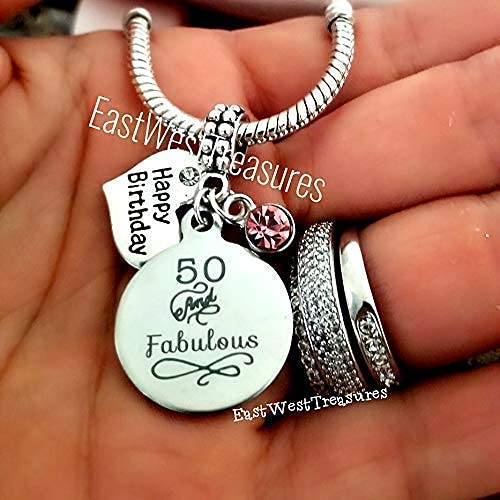 EastWestTreasures
Happy
Birthday
50
And
Fabulous
EastWestTreasures